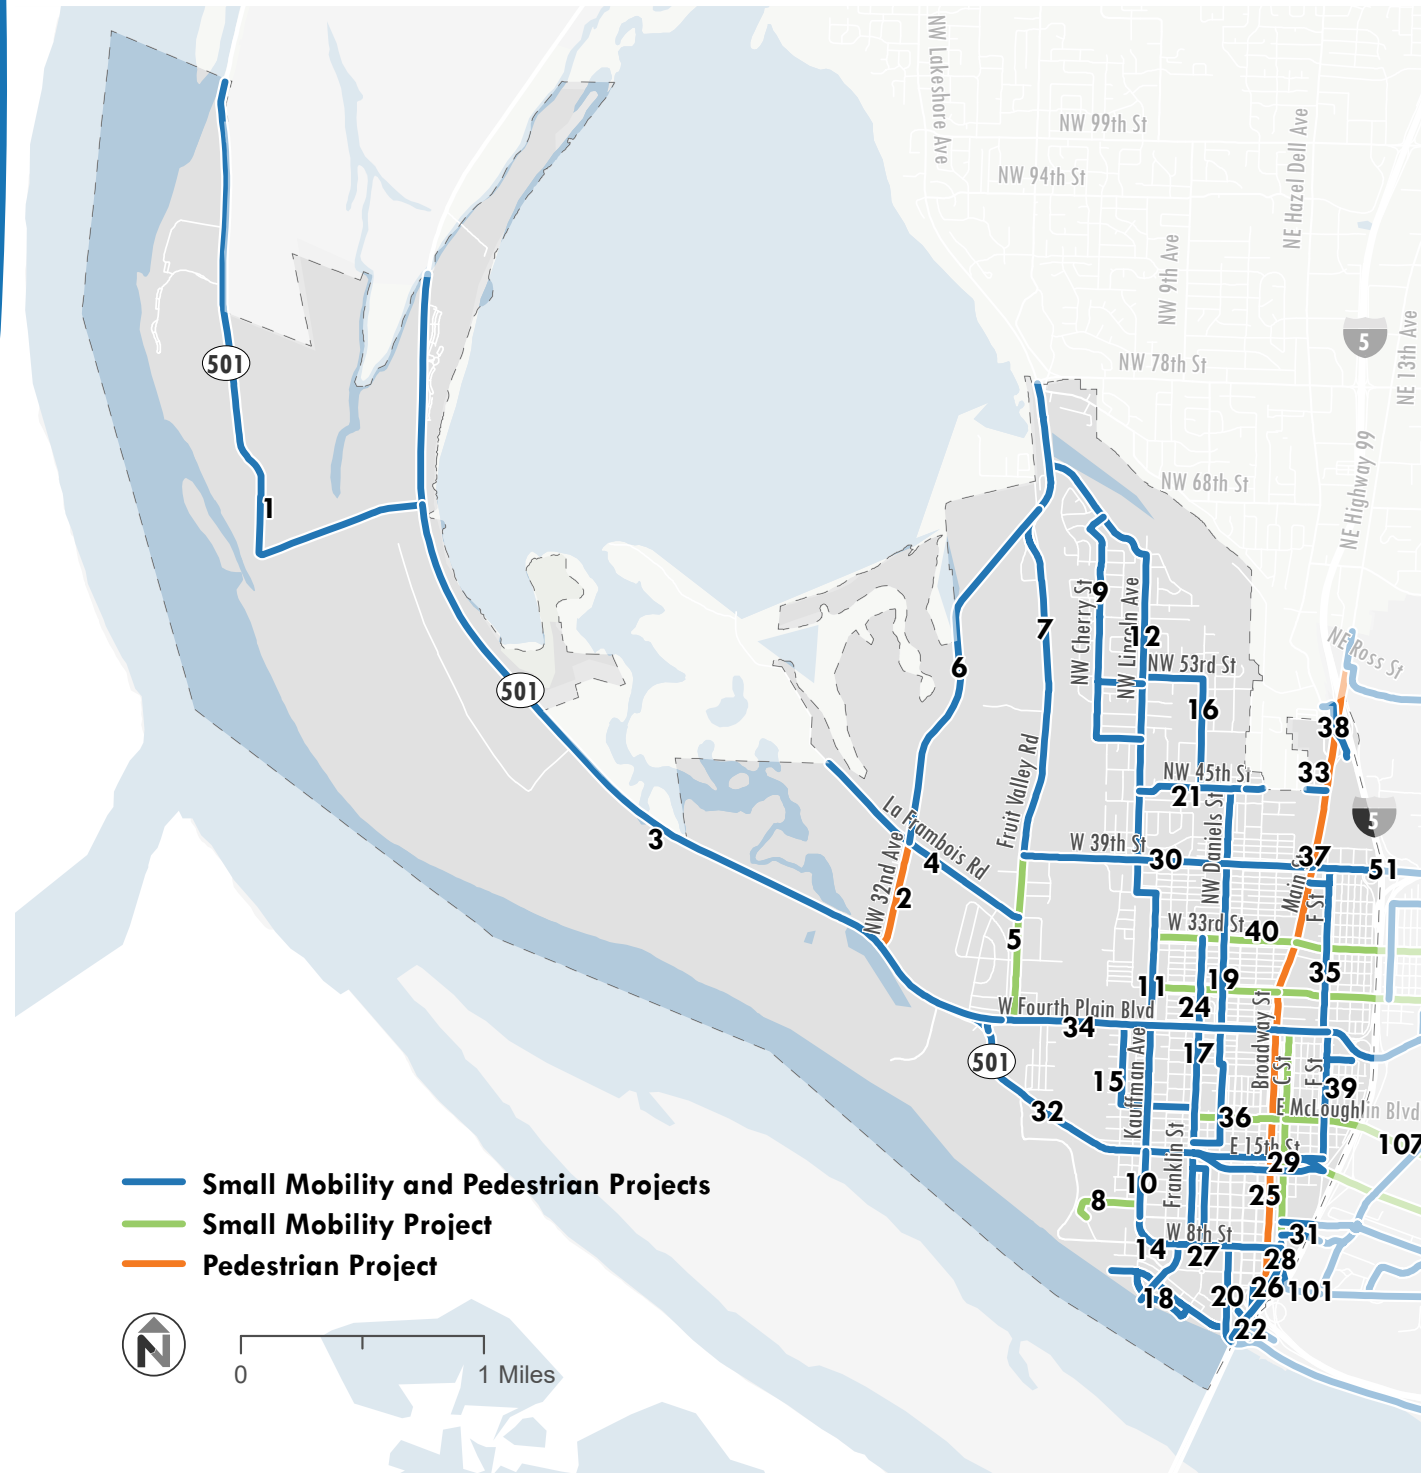 NW Lakeshore Ave
NW 99th St
NW 94th St
NE Hazel Dell Ave
NW 9th Ave
5
NE 13th Ave
NW 78th St
501
NW 68th St
NE Highway 99
1
9
NW Cherry St
NW Lincoln Ave
7
12
NE Ross St
6
NW 53rd St
501
16
38
Fruit Valley Rd
NW 45th St
33
21
5
3
La Frambois Rd
NW 32nd Ave
4
W 39th St
30
NW Daniels St
37
Main St
51
2
F St
W 33rd St
40
5
11
19
35
W Fourth Plain Blvd
24
34
Broadway St
501
17
C St
F St
15
Kauffman Ave
39
32
36
E McLoughlin Blvd
E 15th St
107
29
Franklin St
Small Mobility and Pedestrian Projects
10
25
8
Small Mobility Project
W 8th St
31
14
27
28
Pedestrian Project
26
101
18
20
22
N
0
1 Miles